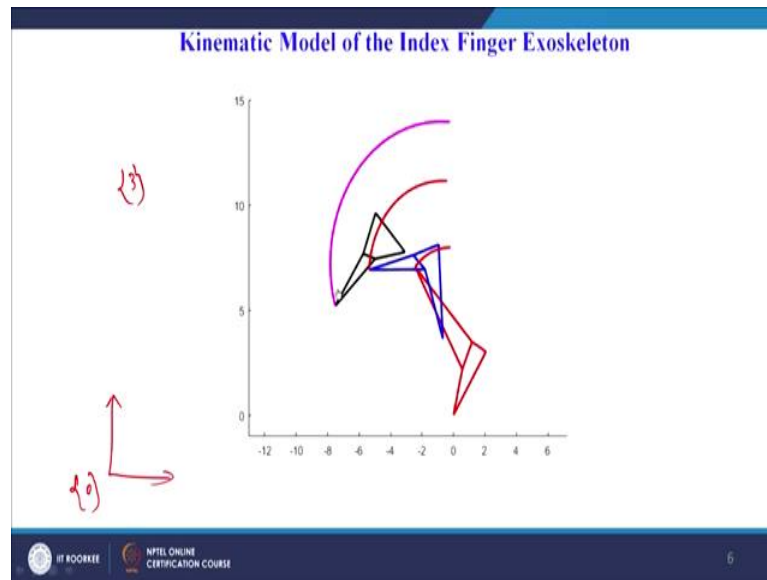 Kinematic Model of the Index Finger Exoskeleton
15
{3}
10
5
0
-12 -10 -8 -6 -4 -2 0 2 4 6
{0}
IT ROORKEE
NPTEL ONLINE
CERTIFICATION COURSE
6